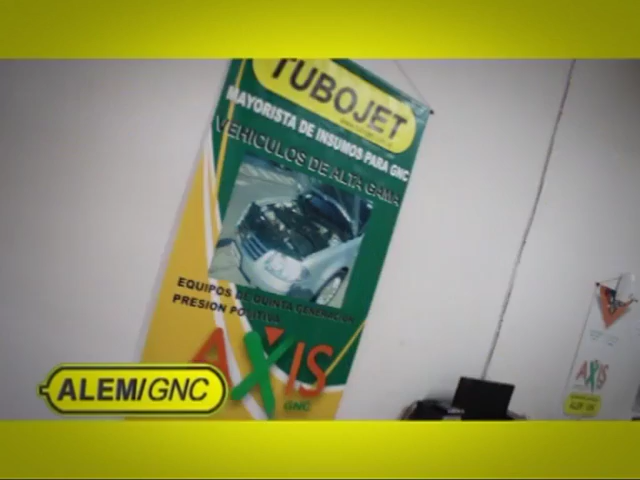 TUBOJET
MAYORISTA DE INSUMOS PARA GNC
VEHICULOS DE ALTA GAMA
EQUIPOS DE QUINTA GENERACION
PRESION POSITIVA
AXIS
GNC
ALEM/GNC
AXIS